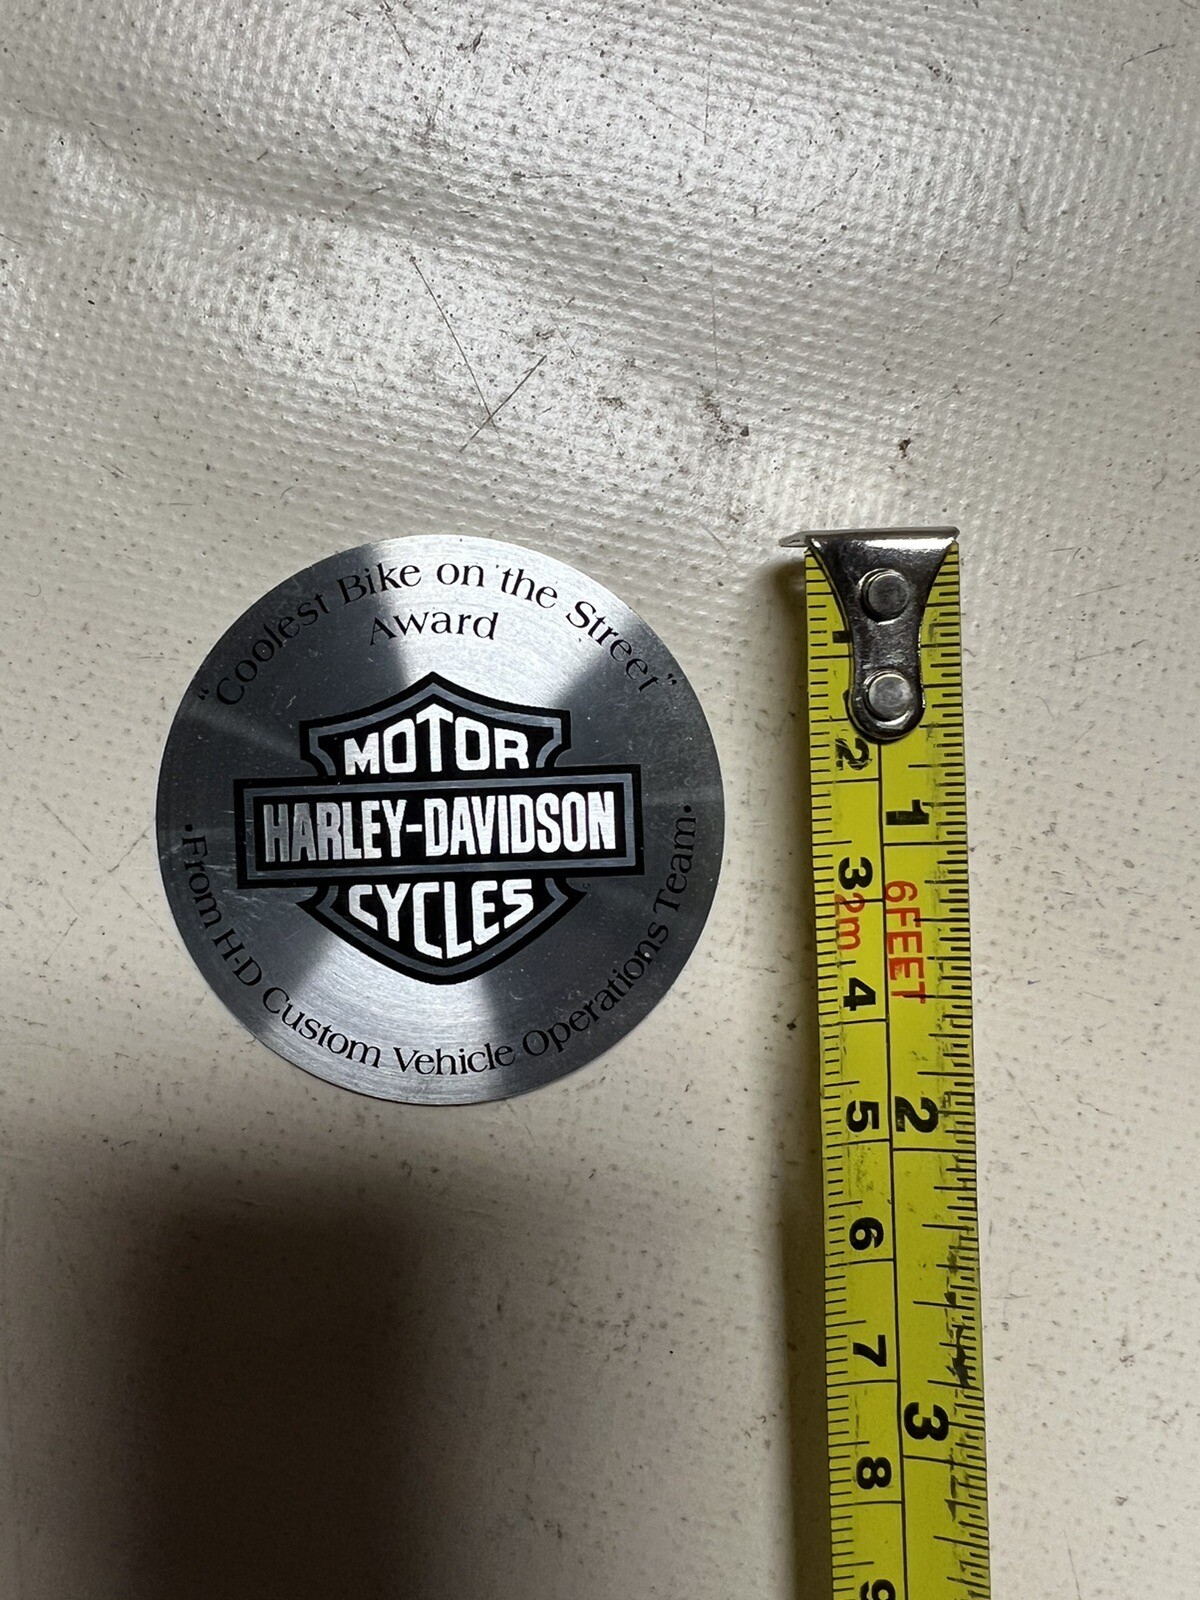 "Coolest Bike on the Street"
Award
MOTOR
HARLEY-DAVIDSON
CYCLES
·From H-D Custom Vehicle Operations Team·
1
2
3
4
5
6
7
8
9
2m
6FEET
1
2
3